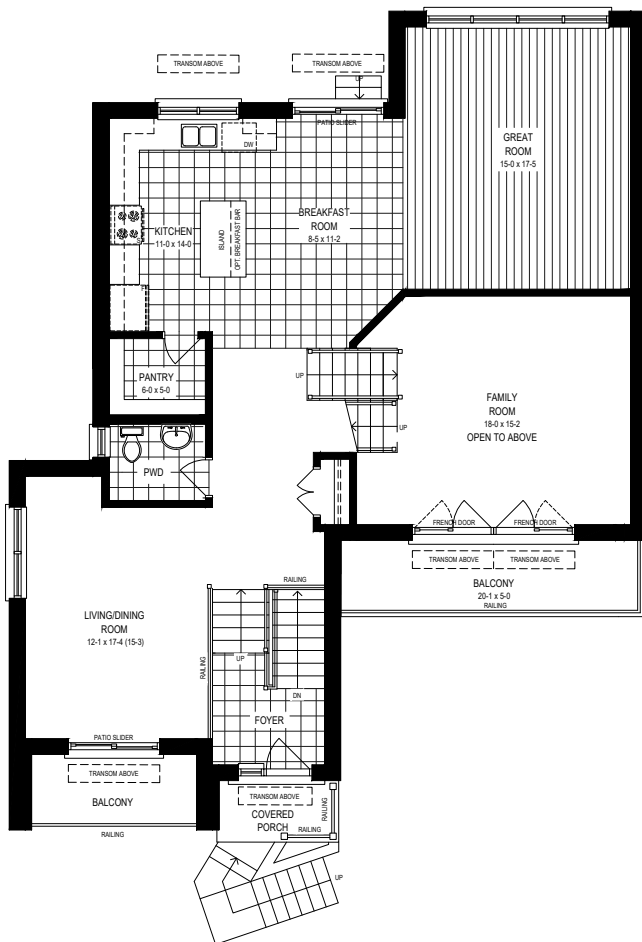 TRANSOM ABOVE
TRANSOM ABOVE
UP
PATIO SLIDER
DW
GREAT
ROOM
15-0 x 17-5
KITCHEN
11-0 x 14-0
ISLAND
OPT. BREAKFAST BAR
BREAKFAST
ROOM
8-5 x 11-2
PANTRY
6-0 x 5-0
UP
UP
FAMILY
ROOM
18-0 x 15-2
OPEN TO ABOVE
PWD
FRENCH DOOR
FRENCH DOOR
TRANSOM ABOVE
TRANSOM ABOVE
BALCONY
20-1 x 5-0
RAILING
RAILING
LIVING/DINING
ROOM
12-1 x 17-4 (15-3)
RAILING
UP
DN
FOYER
PATIO SLIDER
TRANSOM ABOVE
BALCONY
RAILING
TRANSOM ABOVE
COVERED
PORCH
RAILING
RAILING
UP